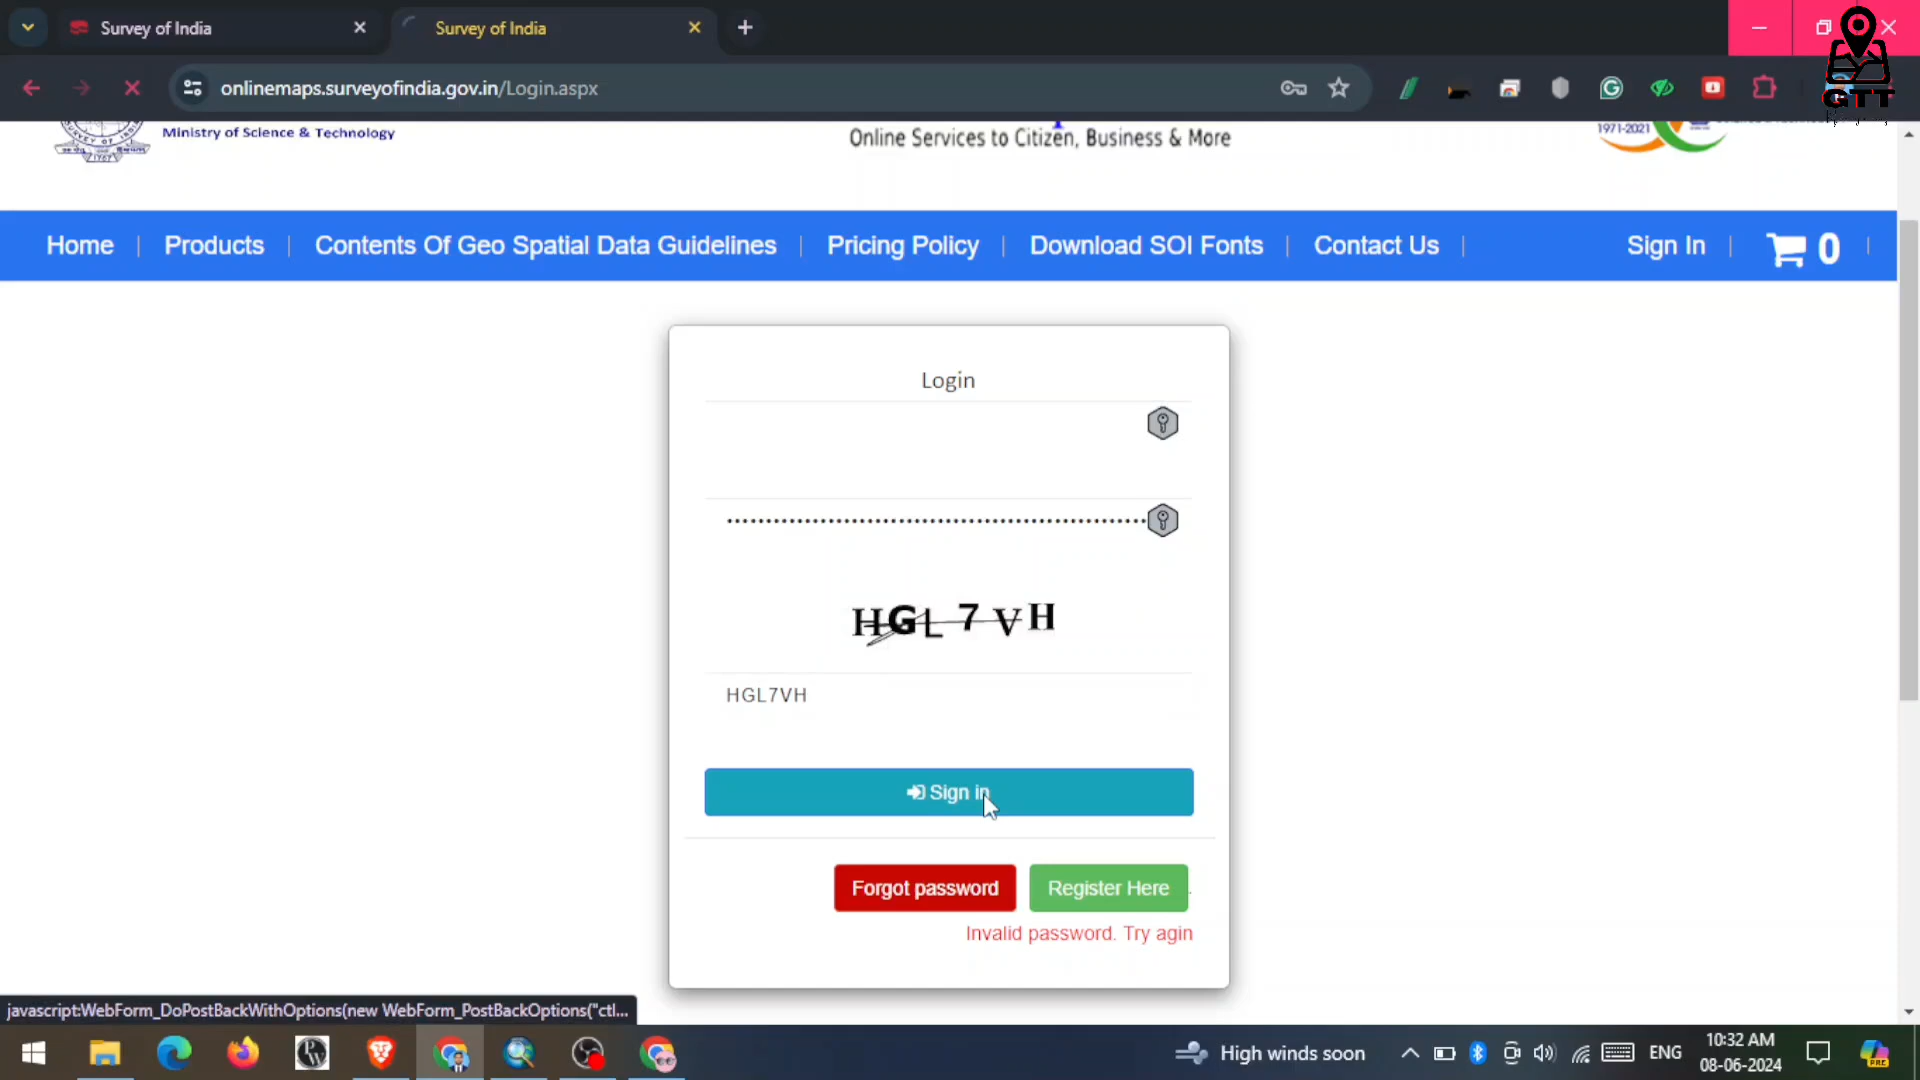 Survey of India
Survey of India
onlinemaps.surveyofindia.gov.in/Login.aspx
GTT
Ministry of Science & Technology
Online Services to Citizen, Business & More
1971-2021
Home
Products
Contents Of Geo Spatial Data Guidelines
Pricing Policy
Download SOI Fonts
Contact Us
Sign In
0
Login
HGL7VH
HGL7VH
Sign in
Forgot password
Register Here
.
Invalid password. Try agin
javascript:WebForm_DoPostBackWithOptions(new WebForm_PostBackOptions("ctl...
High winds soon
ENG
10:32 AM
08-06-2024